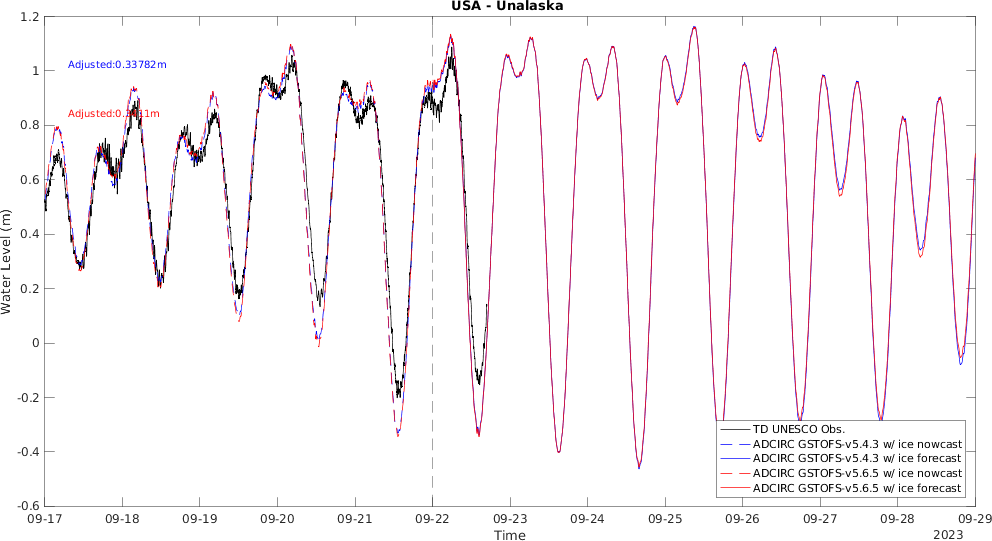 USA - Unalaska
1.2
1
0.8
0.6
0.4
0.2
0
-0.2
-0.4
-0.6
Water Level (m)
Adjusted:0.33782m
TD UNESCO Obs.
ADCIRC GSTOFS-v5.4.3 w/ ice nowcast
ADCIRC GSTOFS-v5.4.3 w/ ice forecast
ADCIRC GSTOFS-v5.6.5 w/ ice nowcast
ADCIRC GSTOFS-v5.6.5 w/ ice forecast
09-17 09-18 09-19 09-20 09-21 09-22 09-23 09-24 09-25 09-26 09-27 09-28 09-29
Time
2023